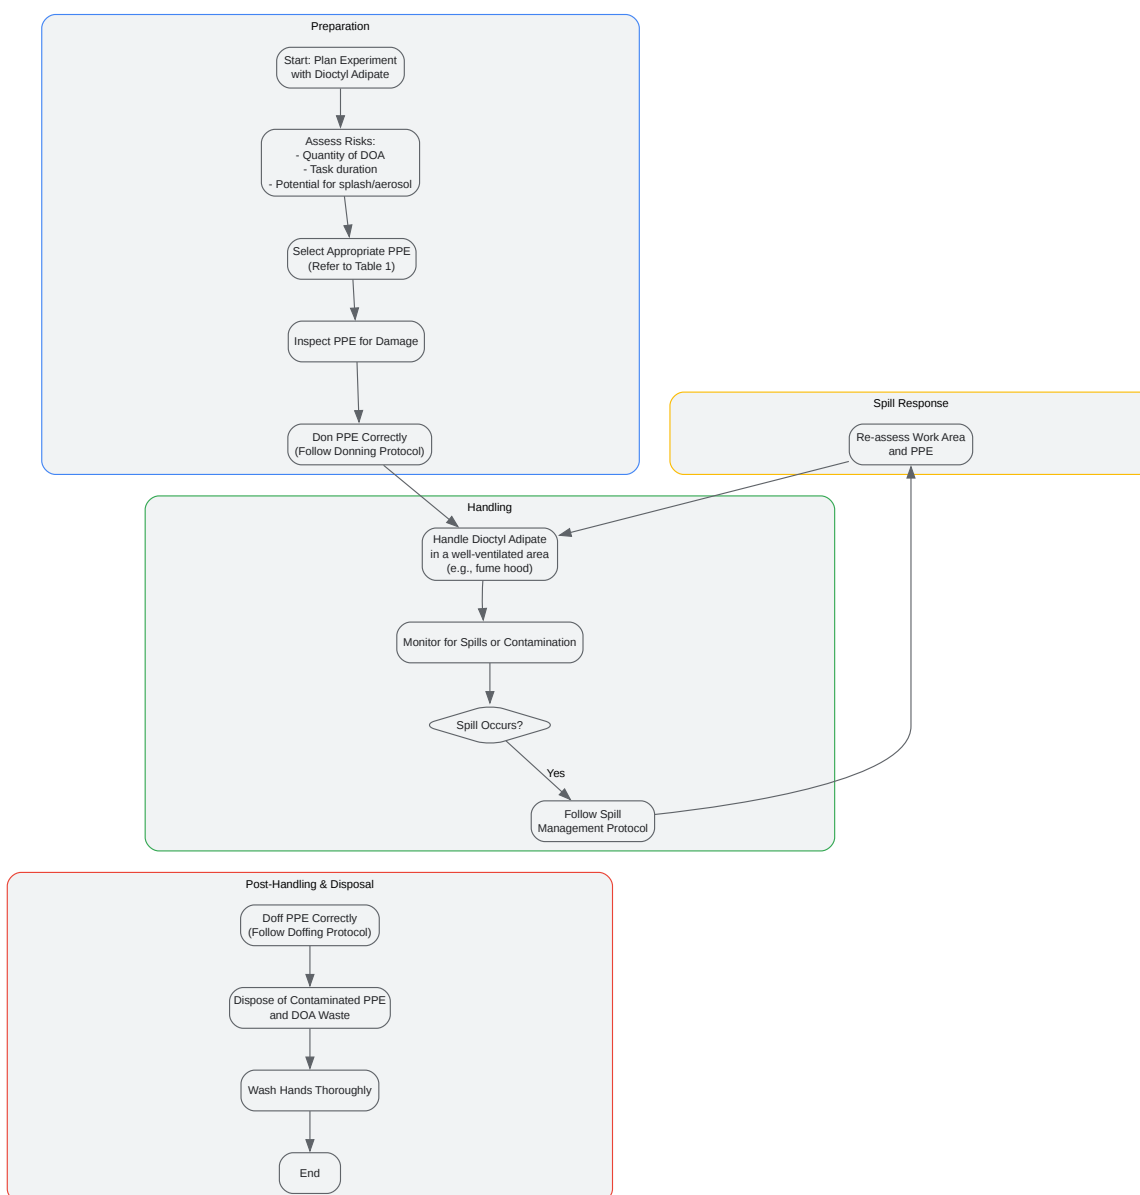 Preparation
Start: Plan Experiment
with Dioctyl Adipate
Assess Risks:
- Quantity of DOA
- Task duration
- Potential for splash/aerosol
Select Appropriate PPE
(Refer to Table 1)
Inspect PPE for Damage
Don PPE Correctly
(Follow Donning Protocol)
Spill Response
Re-assess Work Area
and PPE
Handling
Handle Dioctyl Adipate
in a well-ventilated area
(e.g., fume hood)
Monitor for Spills or Contamination
Spill Occurs?
Yes
Follow Spill
Management Protocol
Post-Handling & Disposal
Doff PPE Correctly
(Follow Doffing Protocol)
Dispose of Contaminated PPE
and DOA Waste
Wash Hands Thoroughly
End